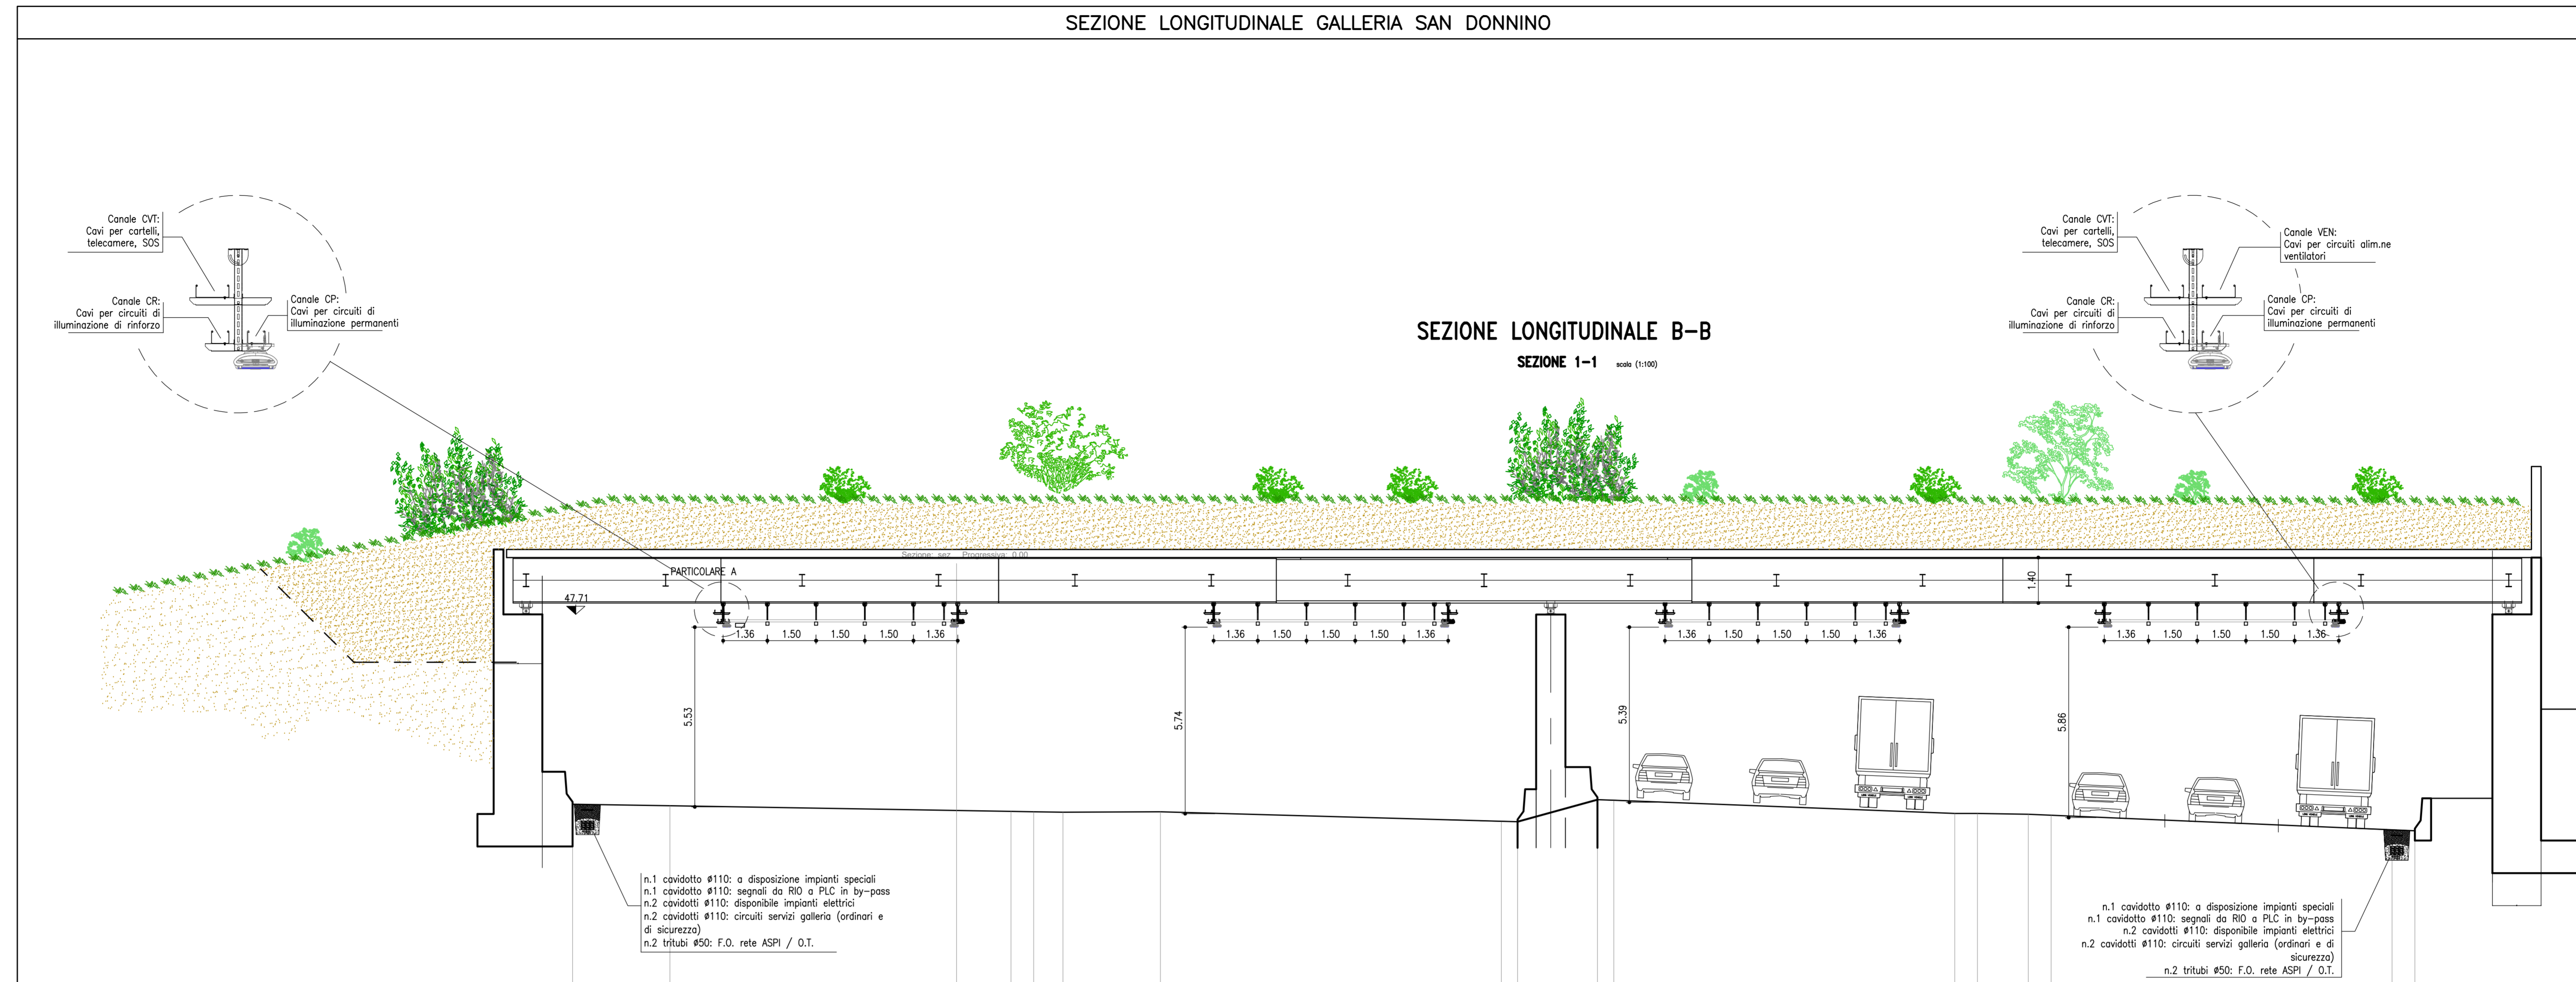 SEZIONE LONGITUDINALE GALLERIA SAN DONNINO
Canale CVT:
Cavi per cartelli,
telecamere, SOS
Canale CR:
Cavi per circuiti di
illuminazione di rinforzo
Canale CP:
Cavi per circuiti di
illuminazione permanenti
Canale CVT:
Cavi per cartelli,
telecamere, SOS
Canale VEN:
Cavi per circuiti alim.ne
ventilatori
Canale CR:
Cavi per circuiti di
illuminazione di rinforzo
Canale CP:
Cavi per circuiti di
illuminazione permanenti
SEZIONE LONGITUDINALE B-B
SEZIONE 1-1 scala (1:100)
Sezione: sez Progressiva: 0.00
PARTICOLARE A
47.71
1.40
1.36 1.50 1.50 1.50 1.36
1.36 1.50 1.50 1.50 1.36
1.36 1.50 1.50 1.50 1.36
1.36 1.50 1.50 1.50 1.36
5.53
5.74
5.39
5.86
n.1 cavidotto ø110: a disposizione impianti speciali
n.1 cavidotto ø110: segnali da RIO a PLC in by-pass
n.2 cavidotti ø110: disponibile impianti elettrici
n.2 cavidotti ø110: circuiti servizi galleria (ordinari e
di sicurezza)
n.2 tritubi ø50: F.O. rete ASPI / O.T.
n.1 cavidotto ø110: a disposizione impianti speciali
n.1 cavidotto ø110: segnali da RIO a PLC in by-pass
n.2 cavidotti ø110: disponibile impianti elettrici
n.2 cavidotti ø110: circuiti servizi galleria (ordinari e di
sicurezza)
n.2 tritubi ø50: F.O. rete ASPI / O.T.